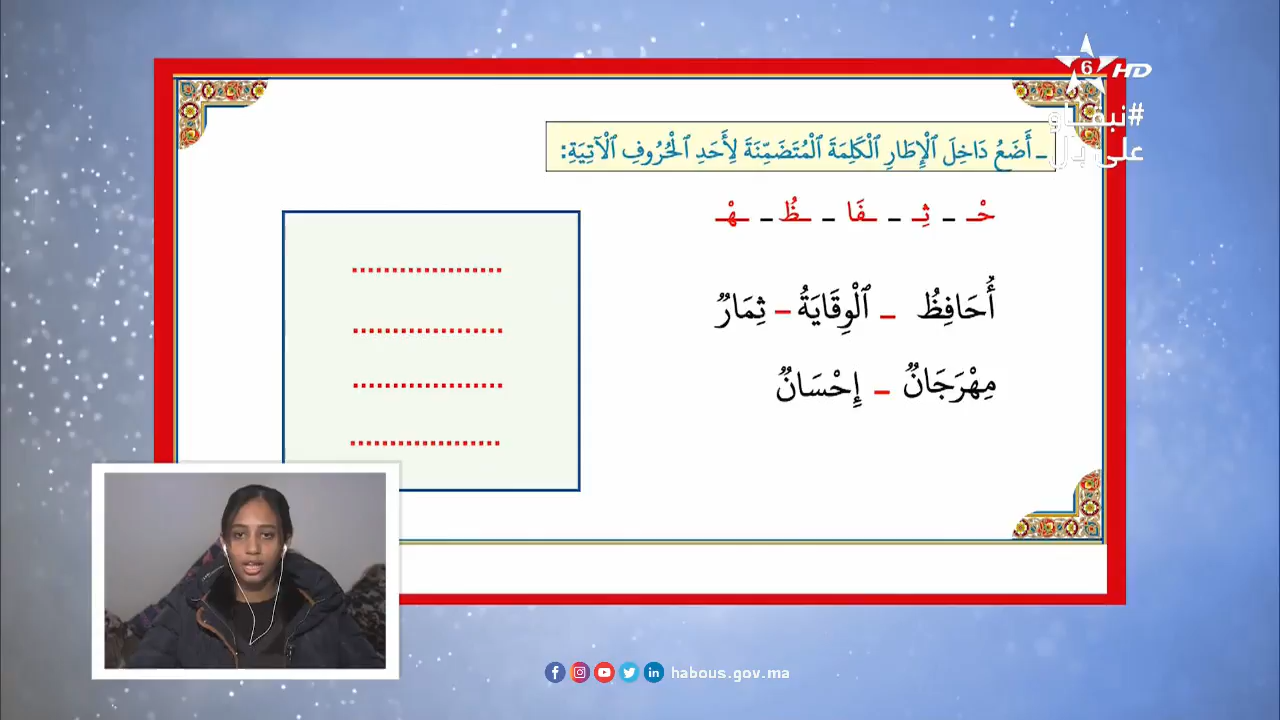 6 HD
#نبقاو
على بال
ـ أَضَعُ دَاخِلَ ٱلْإِطَارِ ٱلْكَلِمَةَ ٱلْمُتَضَمِّنَةَ لِأَحَدِ ٱلْحُرُوفِ ٱلْآتِيَةِ:
حْـ ـ ثِـ ـ ـفَا ـ ـظُ ـ ـهْـ
أُحَافِظُ ـ ٱلْوِقَايَةُ ـ ثِمَارٌ
مِهْرَجَانٌ ـ إِحْسَانٌ
...................
...................
...................
...................
habous.gov.ma